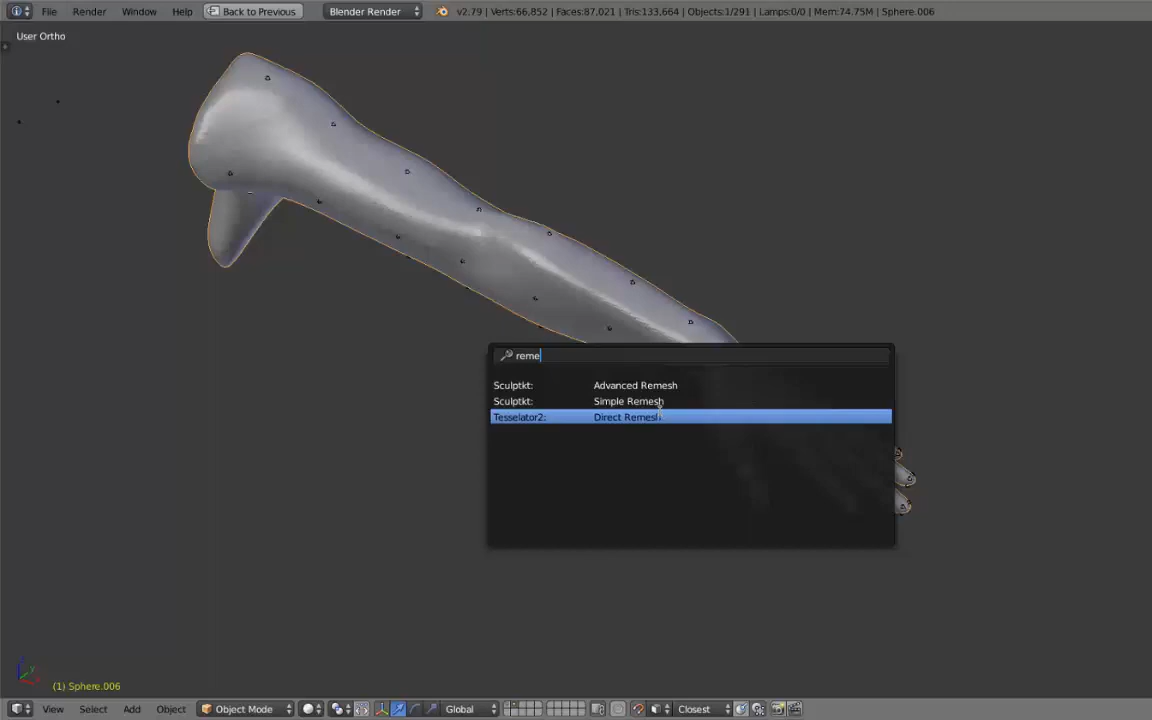 File Render Window Help Back to Previous Blender Render v2.79 | Verts:66,852 | Faces:87,021 | Tris:133,664 | Objects:1/291 | Lamps:0/0 | Mem:74.75M | Sphere.006
User Ortho
reme
Sculptkt: Advanced Remesh
Sculptkt: Simple Remesh
Tesselator2: Direct Remesh
(1) Sphere.006
View Select Add Object Object Mode Global Closest